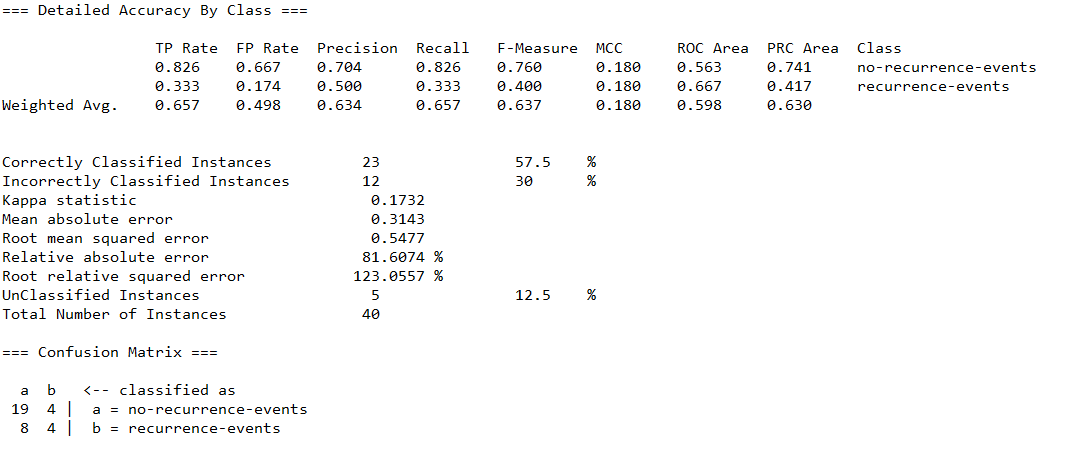 === Detailed Accuracy By Class ===
TP Rate FP Rate Precision Recall F-Measure MCC ROC Area PRC Area Class
0.826 0.667 0.704 0.826 0.760 0.180 0.563 0.741 no-recurrence-events
0.333 0.174 0.500 0.333 0.400 0.180 0.667 0.417 recurrence-events
Weighted Avg. 0.657 0.498 0.634 0.657 0.637 0.180 0.598 0.630
Correctly Classified Instances 23 57.5 %
Incorrectly Classified Instances 12 30 %
Kappa statistic 0.1732
Mean absolute error 0.3143
Root mean squared error 0.5477
Relative absolute error 81.6074 %
Root relative squared error 123.0557 %
UnClassified Instances 5 12.5 %
Total Number of Instances 40
=== Confusion Matrix ===
a b <-- classified as
19 4 | a = no-recurrence-events
8 4 | b = recurrence-events